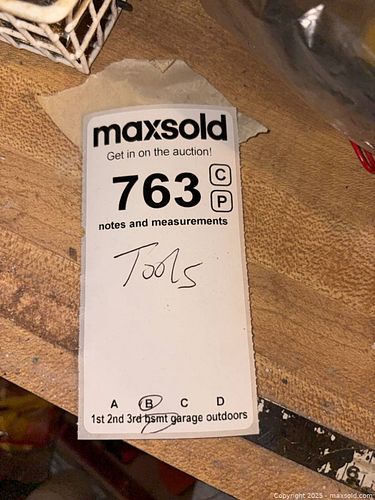 maxsold
Get in on the auction!
763 C
P
notes and measurements
Tools
A B C D
1st 2nd 3rd bsmt garage outdoors
8
Copyright 2025 - maxsold.com